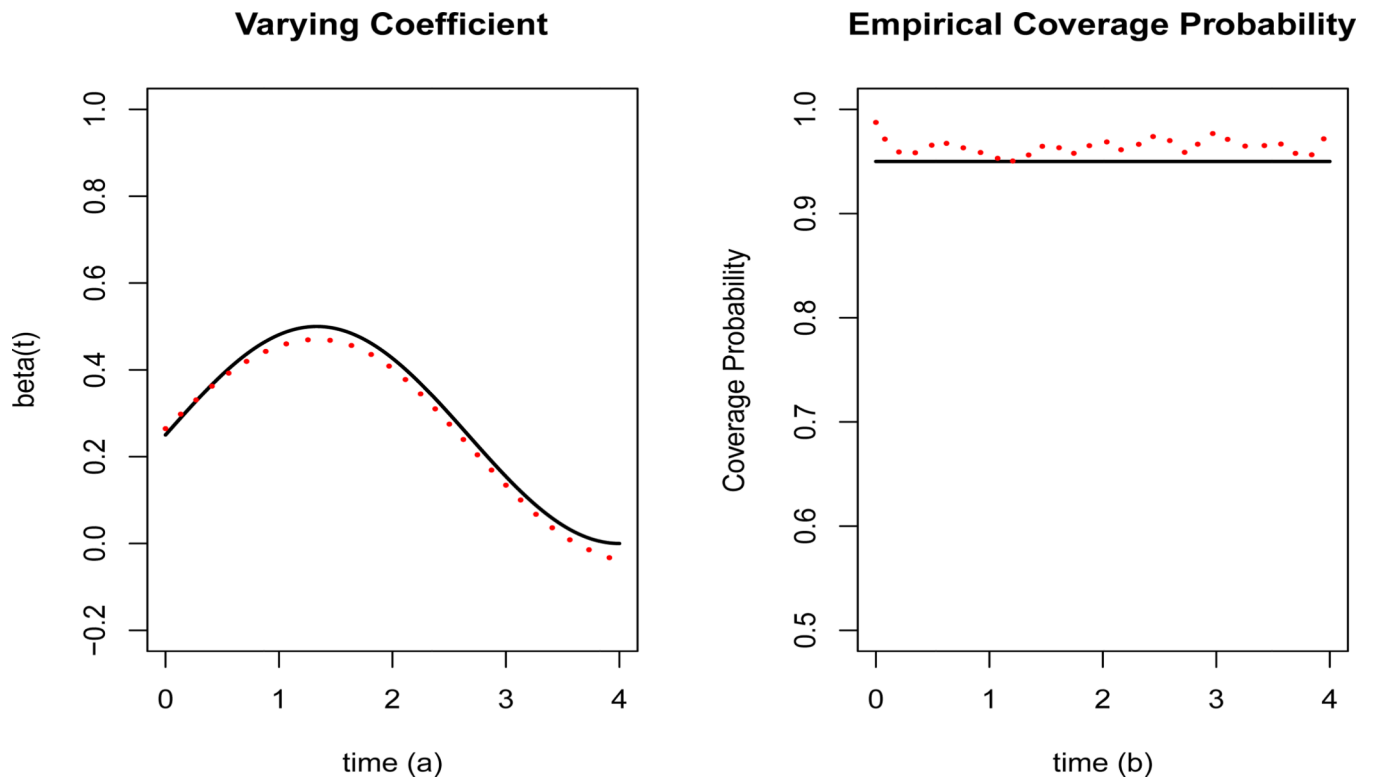 Varying Coefficient
beta(t)
1.0
0.8
0.6
0.4
0.2
0.0
−0.2
0 1 2 3 4
time (a)
Empirical Coverage Probability
Coverage Probability
1.0
0.9
0.8
0.7
0.6
0.5
0 1 2 3 4
time (b)